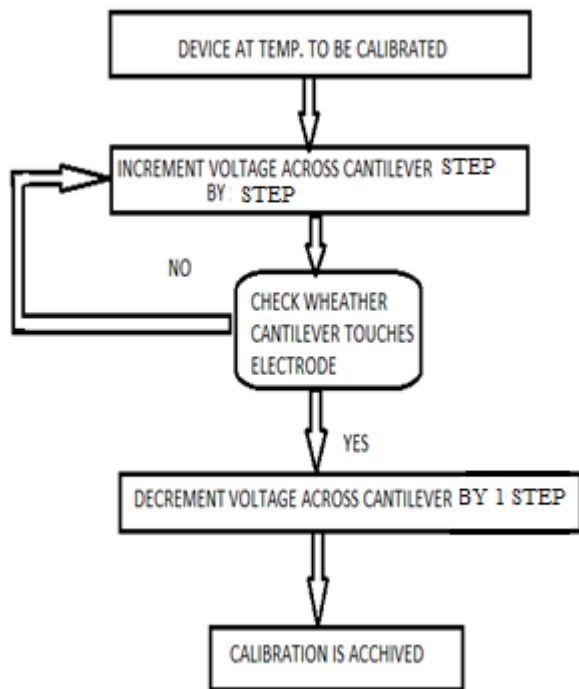 DEVICE AT TEMP. TO BE CALIBRATED
INCREMENT VOLTAGE ACROSS CANTILEVER STEP
BY : STEP
NO
CHECK WHEATHER
CANTILEVER TOUCHES
ELECTRODE
YES
DECREMENT VOLTAGE ACROSS CANTILEVER BY 1 STEP
CALIBRATION IS ACCHIVED